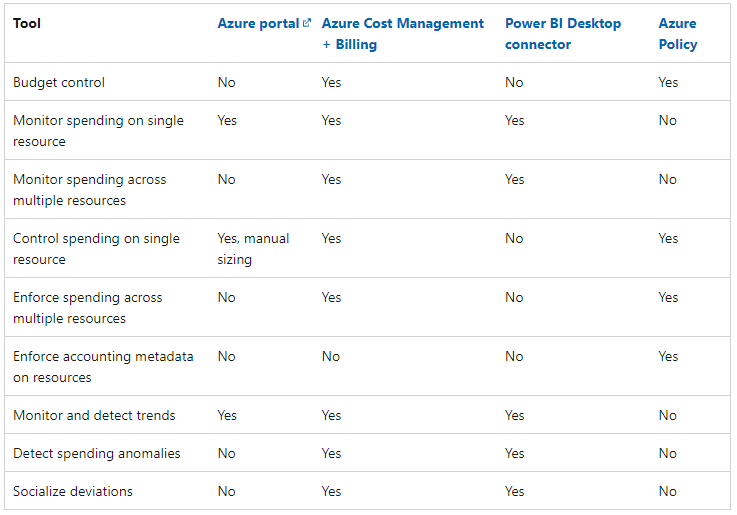 Tool Azure portal Azure Cost Management Power BI Desktop Azure
+ Billing connector Policy
Budget control No Yes No Yes
Monitor spending on single Yes Yes Yes No
resource
Monitor spending across No Yes Yes No
multiple resources
Control spending on single Yes, manual Yes No Yes
resource sizing
Enforce spending across No Yes No Yes
multiple resources
Enforce accounting metadata No No No Yes
on resources
Monitor and detect trends Yes Yes Yes No
Detect spending anomalies No Yes Yes No
Socialize deviations No Yes Yes No